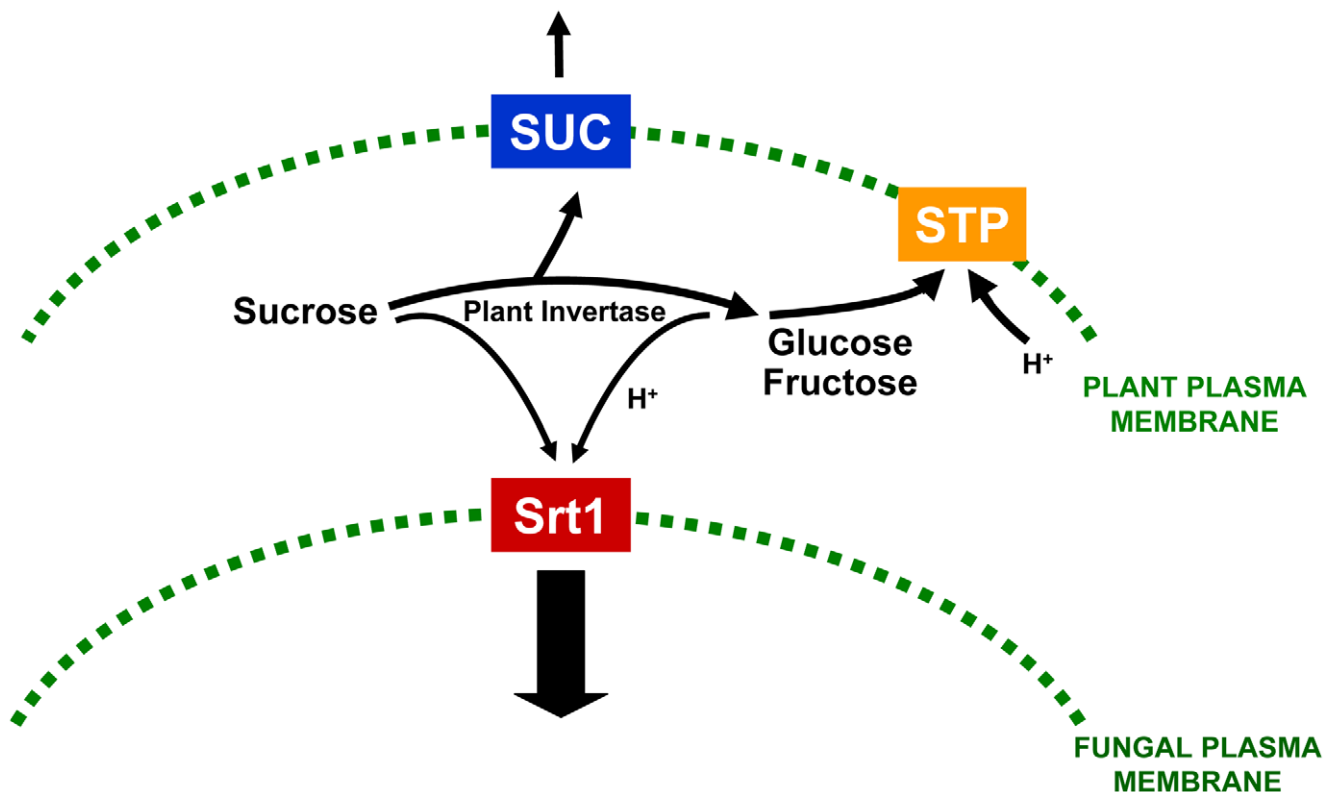 SUC
STP
Sucrose
Plant Invertase
Glucose
Fructose
H⁺
H⁺
PLANT PLASMA
MEMBRANE
Srt1
FUNGAL PLASMA
MEMBRANE